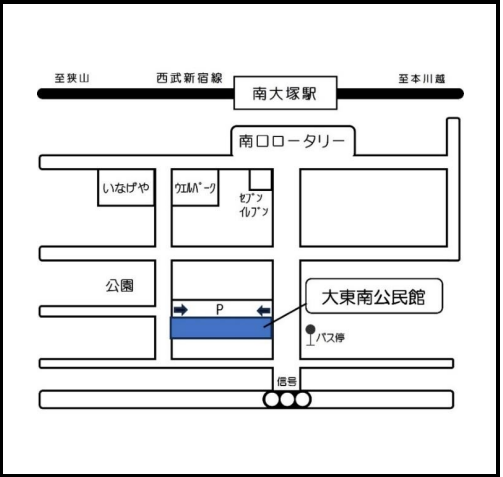 至狭山
西武新宿線
南大塚駅
至本川越
南口ロータリー
いなげや
ウエルパーク
セブン
イレブン
公園
P
大東南公民館
バス停
信号